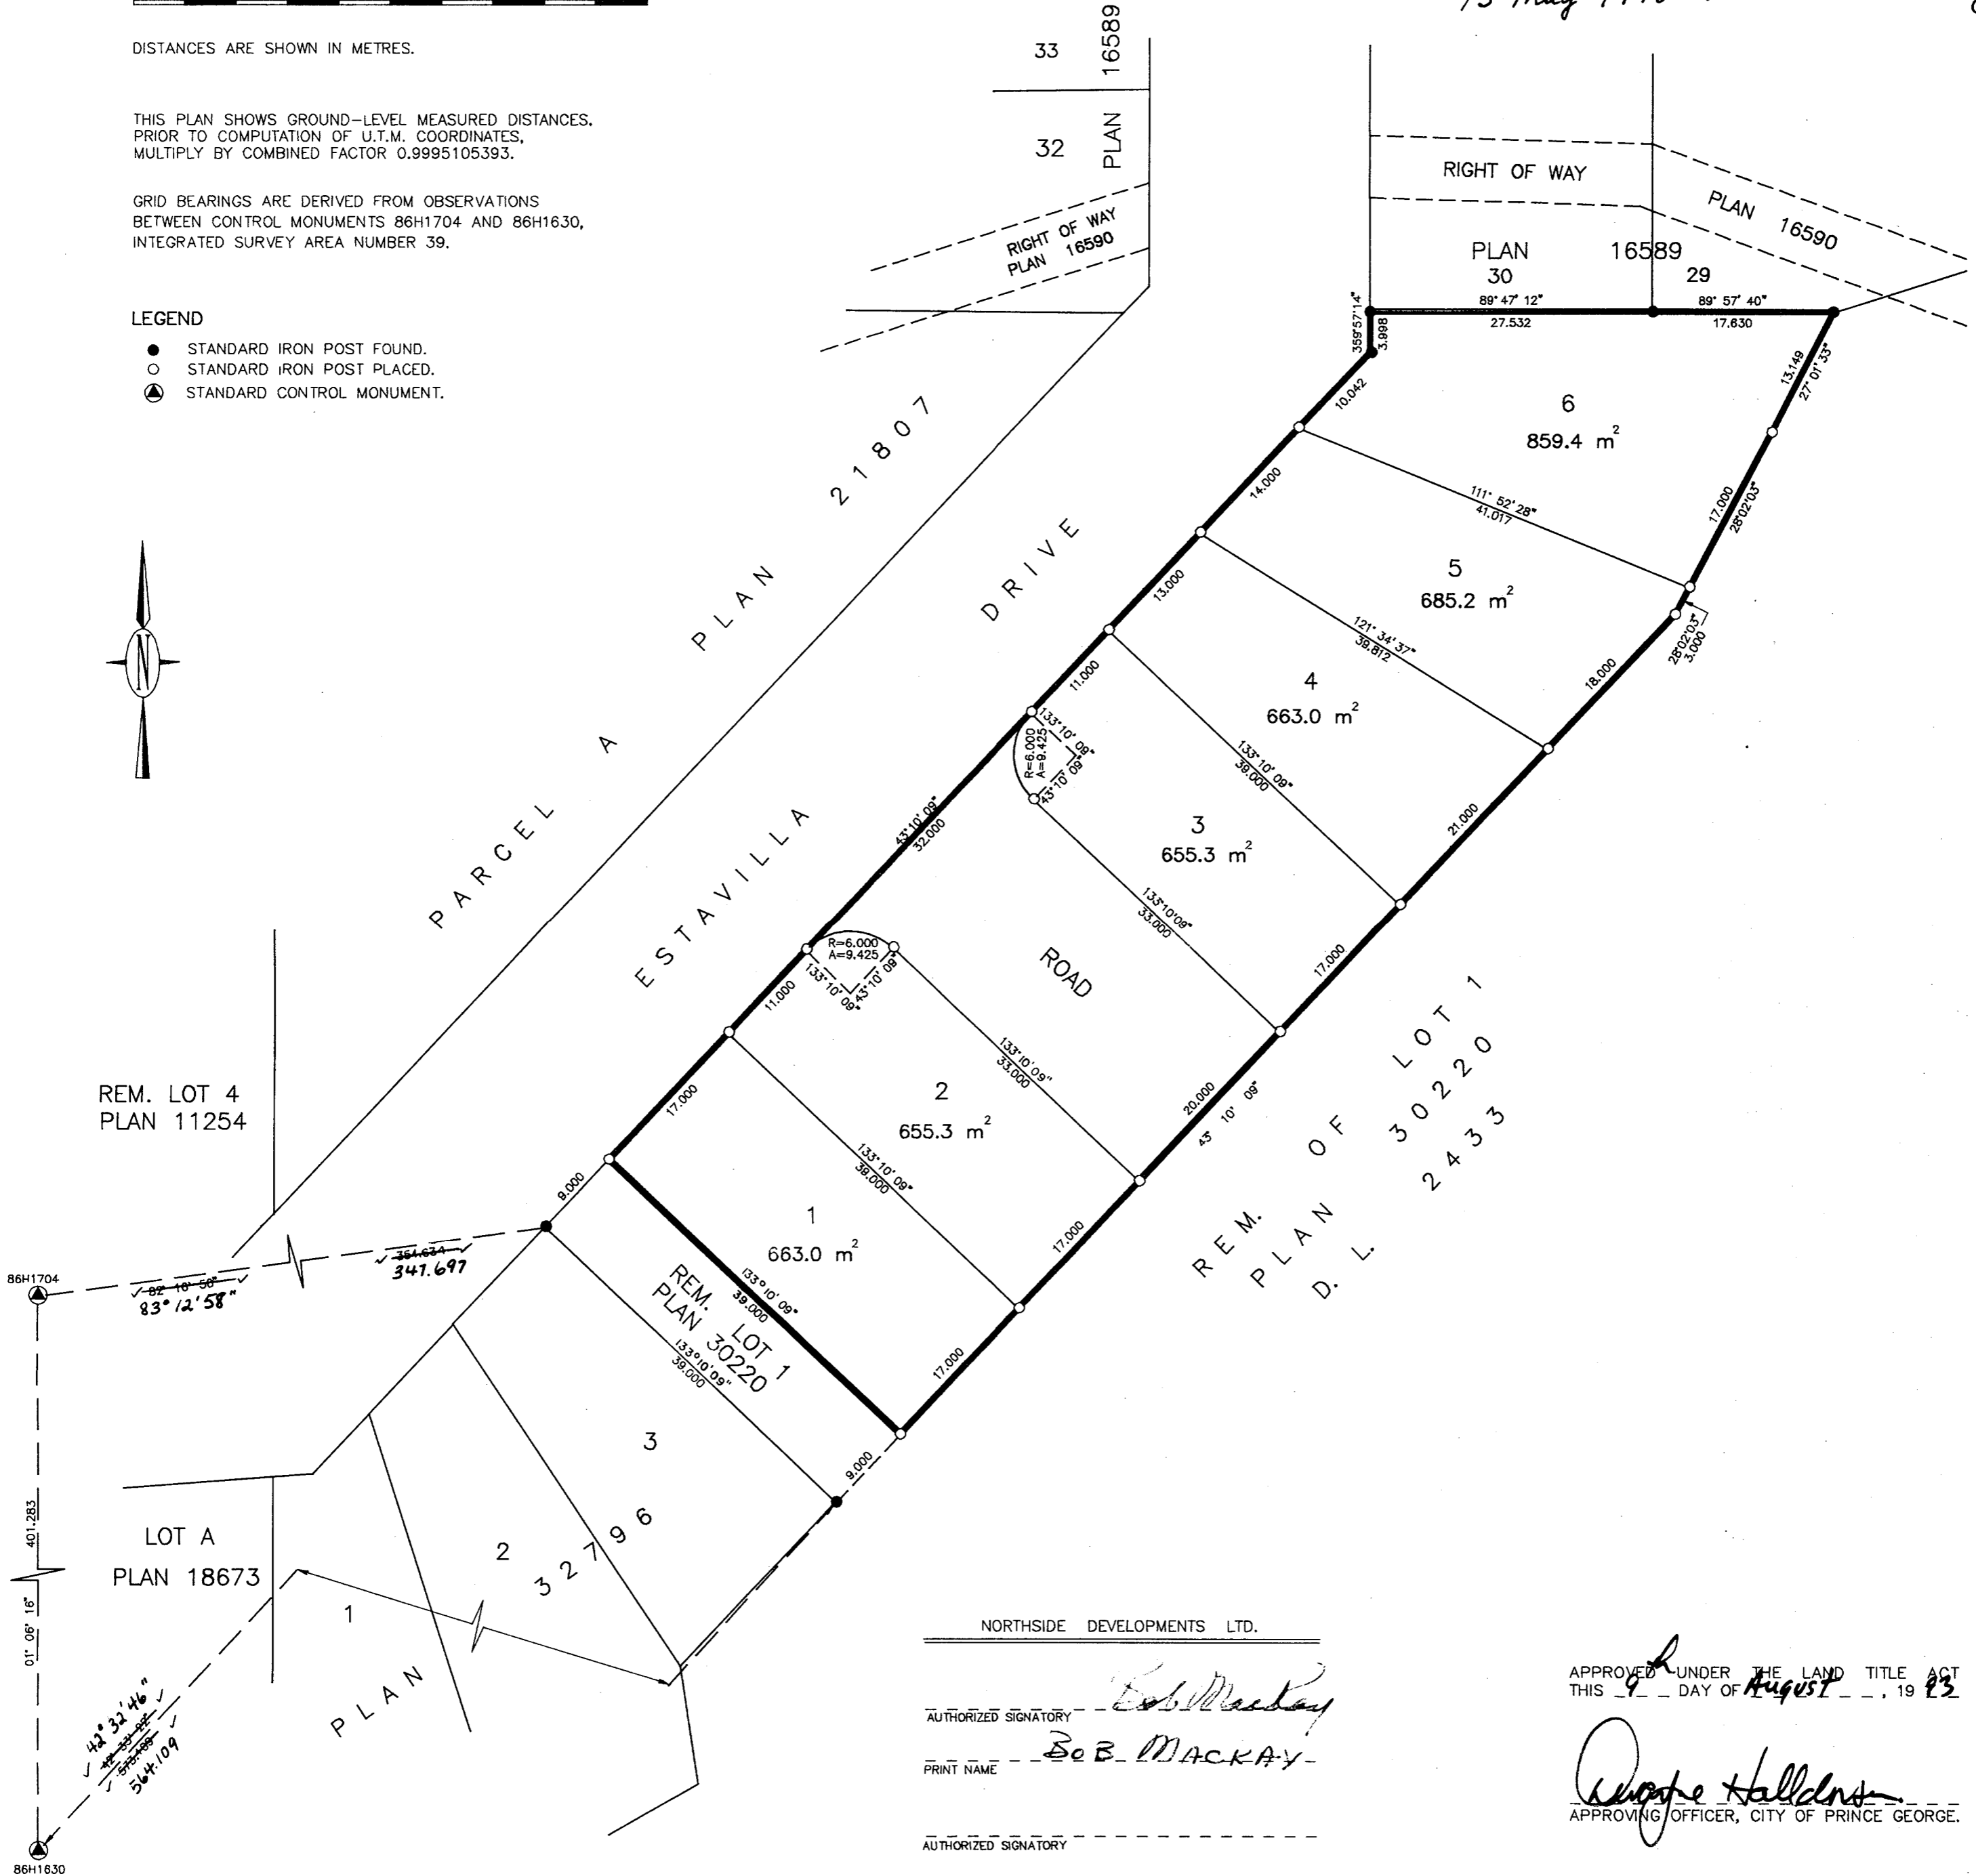 DISTANCES ARE SHOWN IN METRES.
THIS PLAN SHOWS GROUND-LEVEL MEASURED DISTANCES.
PRIOR TO COMPUTATION OF U.T.M. COORDINATES,
MULTIPLY BY COMBINED FACTOR 0.9995105393.
GRID BEARINGS ARE DERIVED FROM OBSERVATIONS
BETWEEN CONTROL MONUMENTS 86H1704 AND 86H1630,
INTEGRATED SURVEY AREA NUMBER 39.
LEGEND
STANDARD IRON POST FOUND.
STANDARD IRON POST PLACED.
STANDARD CONTROL MONUMENT.
N
33
32
PLAN 16589
RIGHT OF WAY
PLAN 16590
RIGHT OF WAY
PLAN 16590
PLAN 16589
30
29
89° 47' 12"
27.532
89° 57' 40"
17.630
359°57'14"
3.998
10.042
13.149
27° 01' 33"
6
859.4 m²
17.000
28°02'03"
14.000
111° 52' 28"
41.017
5
685.2 m²
28°02'03"
3.000
13.000
121° 34' 37"
39.812
18.000
4
663.0 m²
11.000
133°10' 09"
43°10' 09"
R=6.000
A=9.425
133°10' 09"
39.000
21.000
3
655.3 m²
43°10' 09"
32.000
133°10'09"
33.000
17.000
ROAD
R=6.000
A=9.425
133°10' 09"
43°10' 09"
11.000
133°10'09"
33.000
20.000
43° 10' 09"
2
655.3 m²
17.000
133°10' 09"
39.000
17.000
1
663.0 m²
133°10' 09"
39.000
17.000
PARCEL A PLAN 21807
ESTAVILLA DRIVE
REM. OF LOT 1
PLAN 30220
D. L. 2433
REM. LOT 4
PLAN 11254
9.000
REM. LOT 1
PLAN 30220
133°10'09"
39.000
9.000
86H1704
83°12'58"
347.697
401.283
01° 06' 16"
LOT A
PLAN 18673
1
2
3
PLAN 32796
42°32'46"
564.109
86H1630
NORTHSIDE DEVELOPMENTS LTD.
Bob MacKay
AUTHORIZED SIGNATORY
BOB MACKAY
PRINT NAME
AUTHORIZED SIGNATORY
APPROVED UNDER THE LAND TITLE ACT
THIS 9th DAY OF August, 1993
APPROVING OFFICER, CITY OF PRINCE GEORGE.